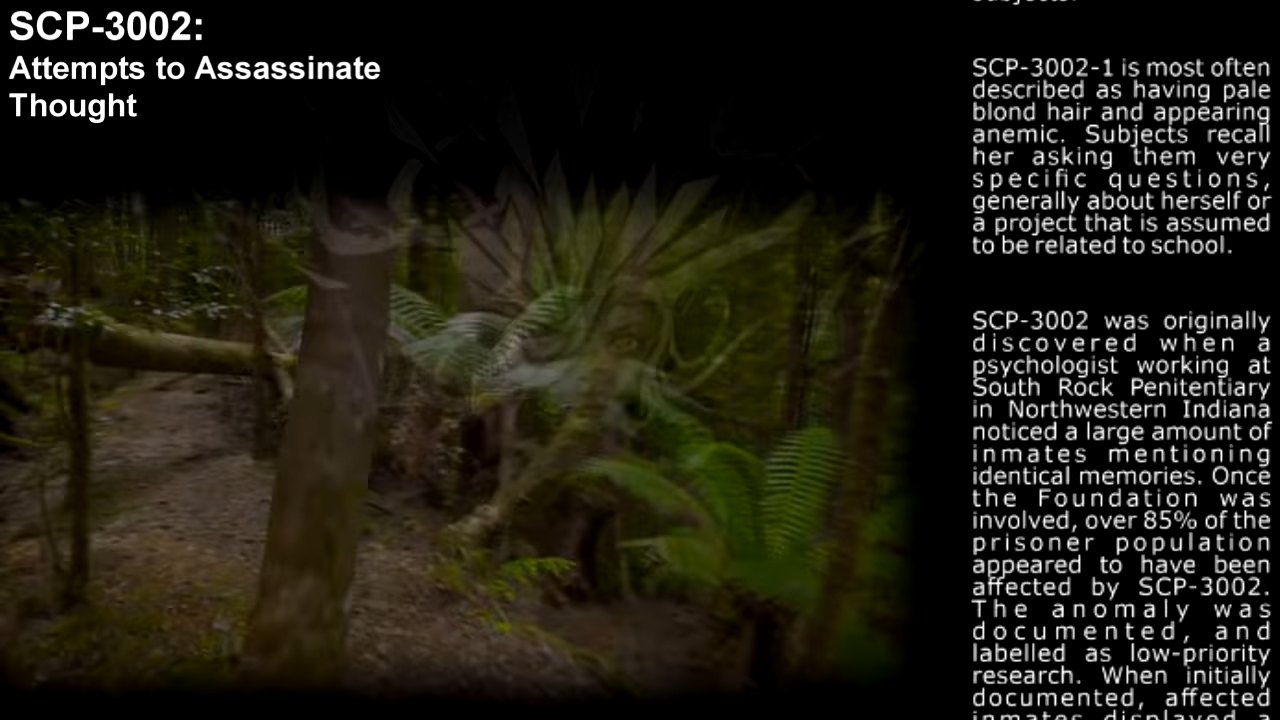 SCP-3002:
Attempts to Assassinate
Thought
subjects.
SCP-3002-1 is most often
described as having pale
blond hair and appearing
anemic. Subjects recall
her asking them very
specific questions,
generally about herself or
a project that is assumed
to be related to school.
SCP-3002 was originally
discovered when a
psychologist working at
South Rock Penitentiary
in Northwestern Indiana
noticed a large amount of
inmates mentioning
identical memories. Once
the Foundation was
involved, over 85% of the
prisoner population
appeared to have been
affected by SCP-3002.
The anomaly was
documented, and
labelled as low-priority
research. When initially
documented, affected
inmates displayed a